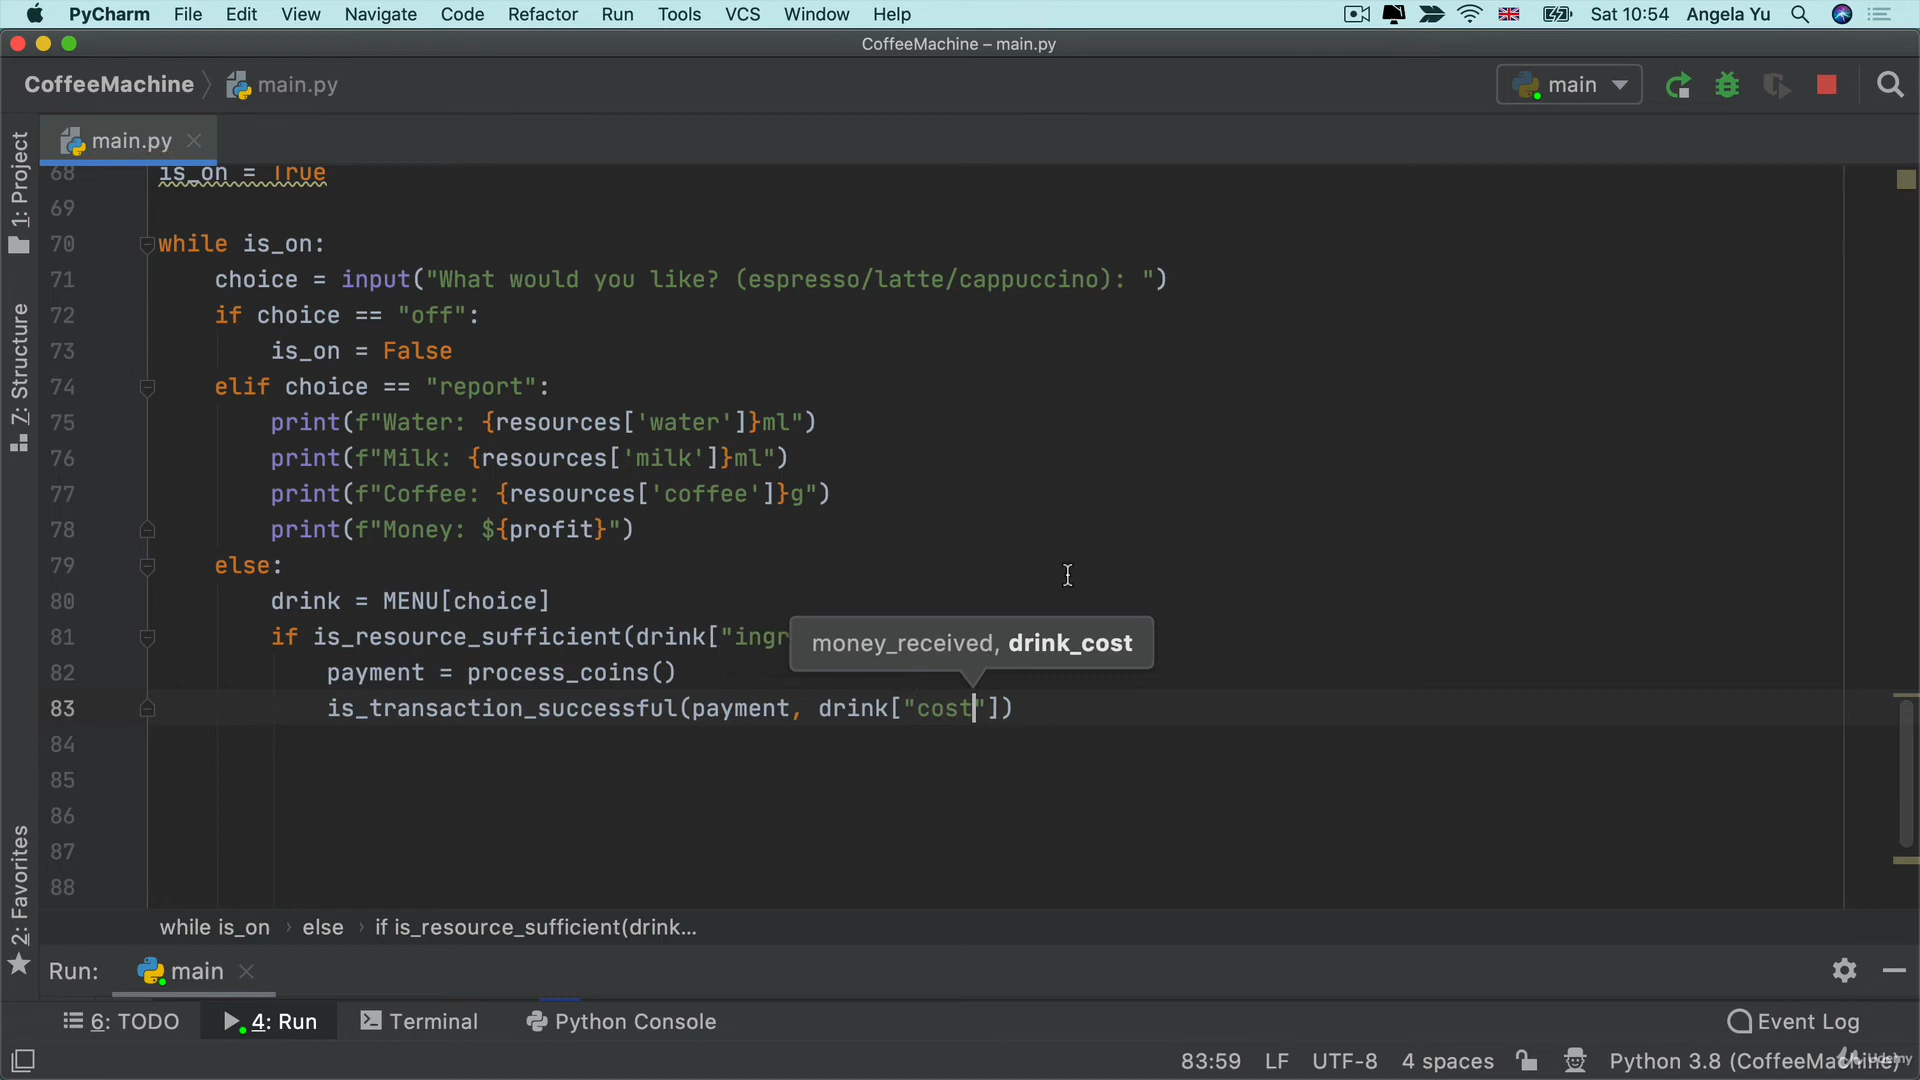 PyCharm File Edit View Navigate Code Refactor Run Tools VCS Window Help Sat 10:54 Angela Yu
CoffeeMachine – main.py
CoffeeMachine main.py main
1: Project
7: Structure
2: Favorites
main.py
68 is_on = True
69
70 while is_on:
71 choice = input("What would you like? (espresso/latte/cappuccino): ")
72 if choice == "off":
73 is_on = False
74 elif choice == "report":
75 print(f"Water: {resources['water']}ml")
76 print(f"Milk: {resources['milk']}ml")
77 print(f"Coffee: {resources['coffee']}g")
78 print(f"Money: ${profit}")
79 else:
80 drink = MENU[choice]
81 if is_resource_sufficient(drink["ingr
money_received, drink_cost
82 payment = process_coins()
83 is_transaction_successful(payment, drink["cost"])
84
85
86
87
88
while is_on › else › if is_resource_sufficient(drink...
Run: main
6: TODO 4: Run Terminal Python Console Event Log
83:59 LF UTF-8 4 spaces Python 3.8 (CoffeeMachine)
Udemy